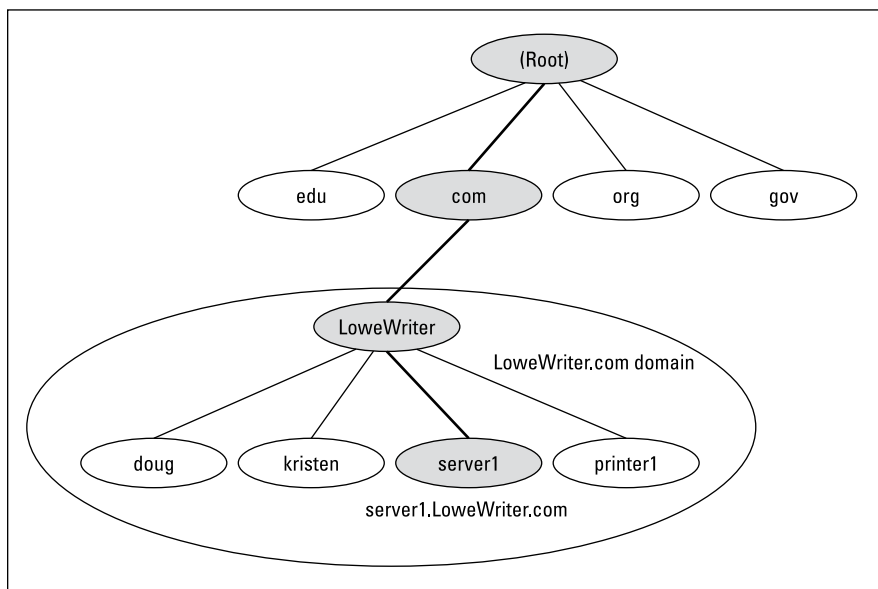 (Root)
edu
com
org
gov
LoweWriter
LoweWriter.com domain
doug
kristen
server1
printer1
server1.LoweWriter.com